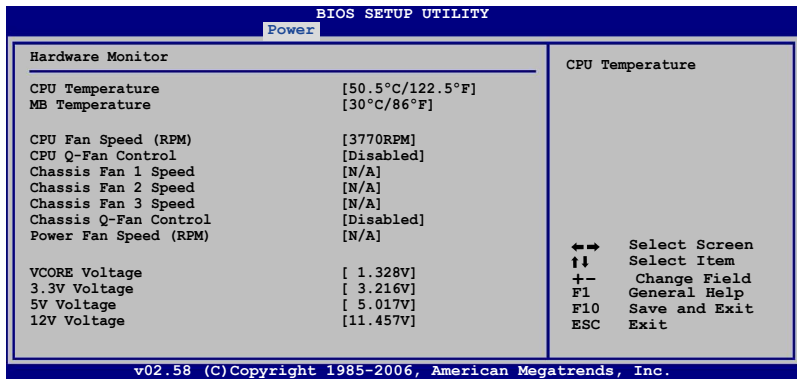 BIOS SETUP UTILITY
Power
Hardware Monitor
CPU Temperature [50.5°C/122.5°F]
MB Temperature [30°C/86°F]
CPU Fan Speed (RPM) [3770RPM]
CPU Q-Fan Control [Disabled]
Chassis Fan 1 Speed [N/A]
Chassis Fan 2 Speed [N/A]
Chassis Fan 3 Speed [N/A]
Chassis Q-Fan Control [Disabled]
Power Fan Speed (RPM) [N/A]
VCORE Voltage [ 1.328V]
3.3V Voltage [ 3.216V]
5V Voltage [ 5.017V]
12V Voltage [11.457V]
CPU Temperature
←→ Select Screen
↑↓ Select Item
+- Change Field
F1 General Help
F10 Save and Exit
ESC Exit
v02.58 (C)Copyright 1985-2006, American Megatrends, Inc.